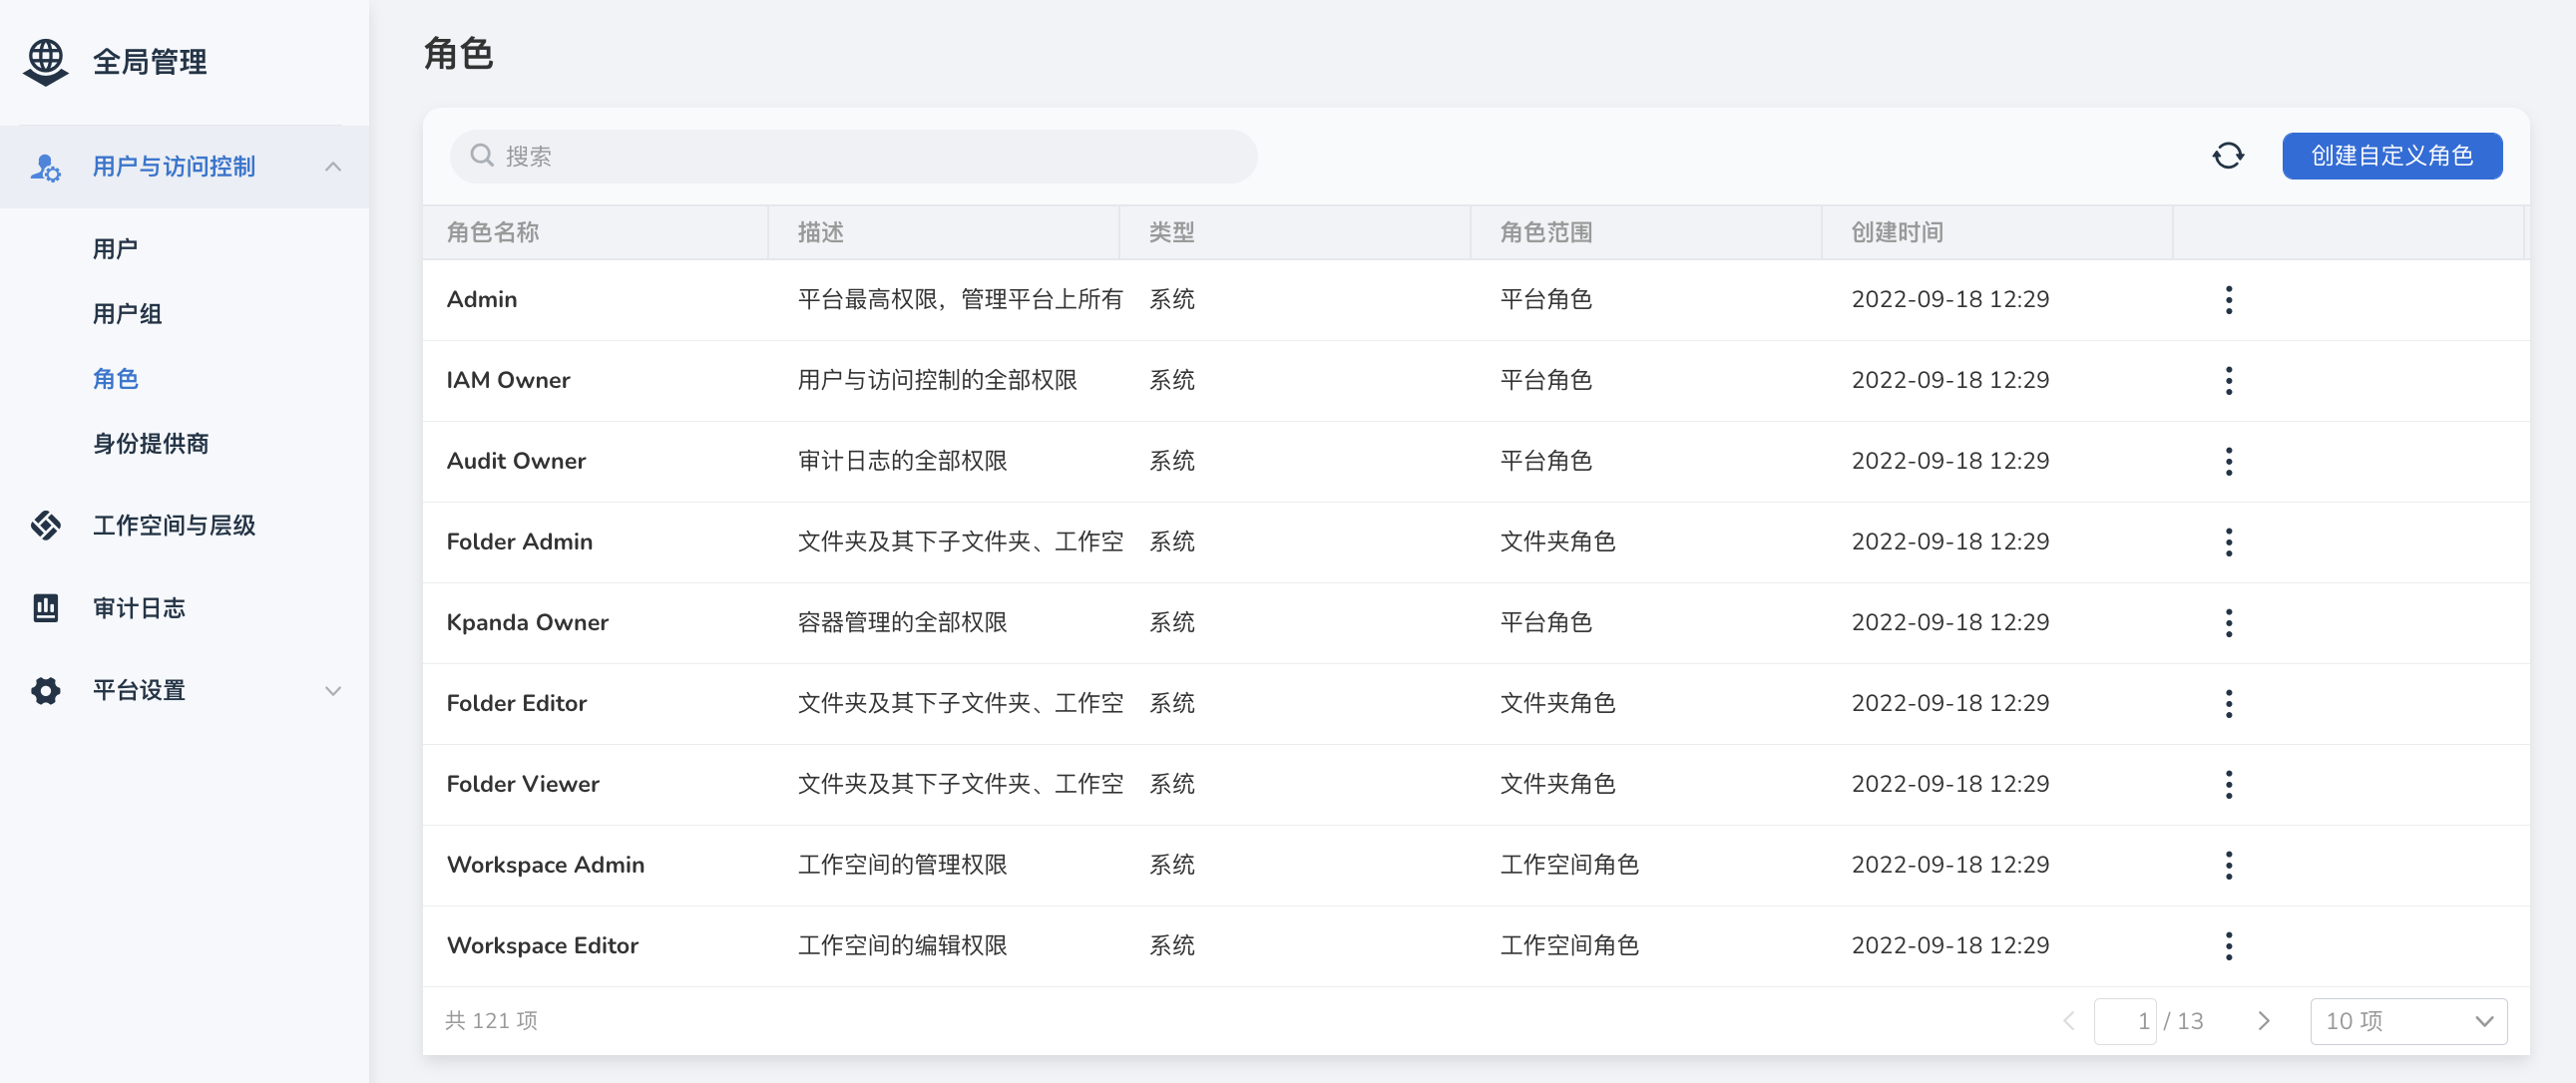 全局管理
用户与访问控制
用户
用户组
角色
身份提供商
工作空间与层级
审计日志
平台设置
角色
搜索
创建自定义角色
角色名称 描述 类型 角色范围 创建时间
Admin 平台最高权限，管理平台上所有 系统 平台角色 2022-09-18 12:29
IAM Owner 用户与访问控制的全部权限 系统 平台角色 2022-09-18 12:29
Audit Owner 审计日志的全部权限 系统 平台角色 2022-09-18 12:29
Folder Admin 文件夹及其下子文件夹、工作空 系统 文件夹角色 2022-09-18 12:29
Kpanda Owner 容器管理的全部权限 系统 平台角色 2022-09-18 12:29
Folder Editor 文件夹及其下子文件夹、工作空 系统 文件夹角色 2022-09-18 12:29
Folder Viewer 文件夹及其下子文件夹、工作空 系统 文件夹角色 2022-09-18 12:29
Workspace Admin 工作空间的管理权限 系统 工作空间角色 2022-09-18 12:29
Workspace Editor 工作空间的编辑权限 系统 工作空间角色 2022-09-18 12:29
共 121 项 1 / 13 10 项